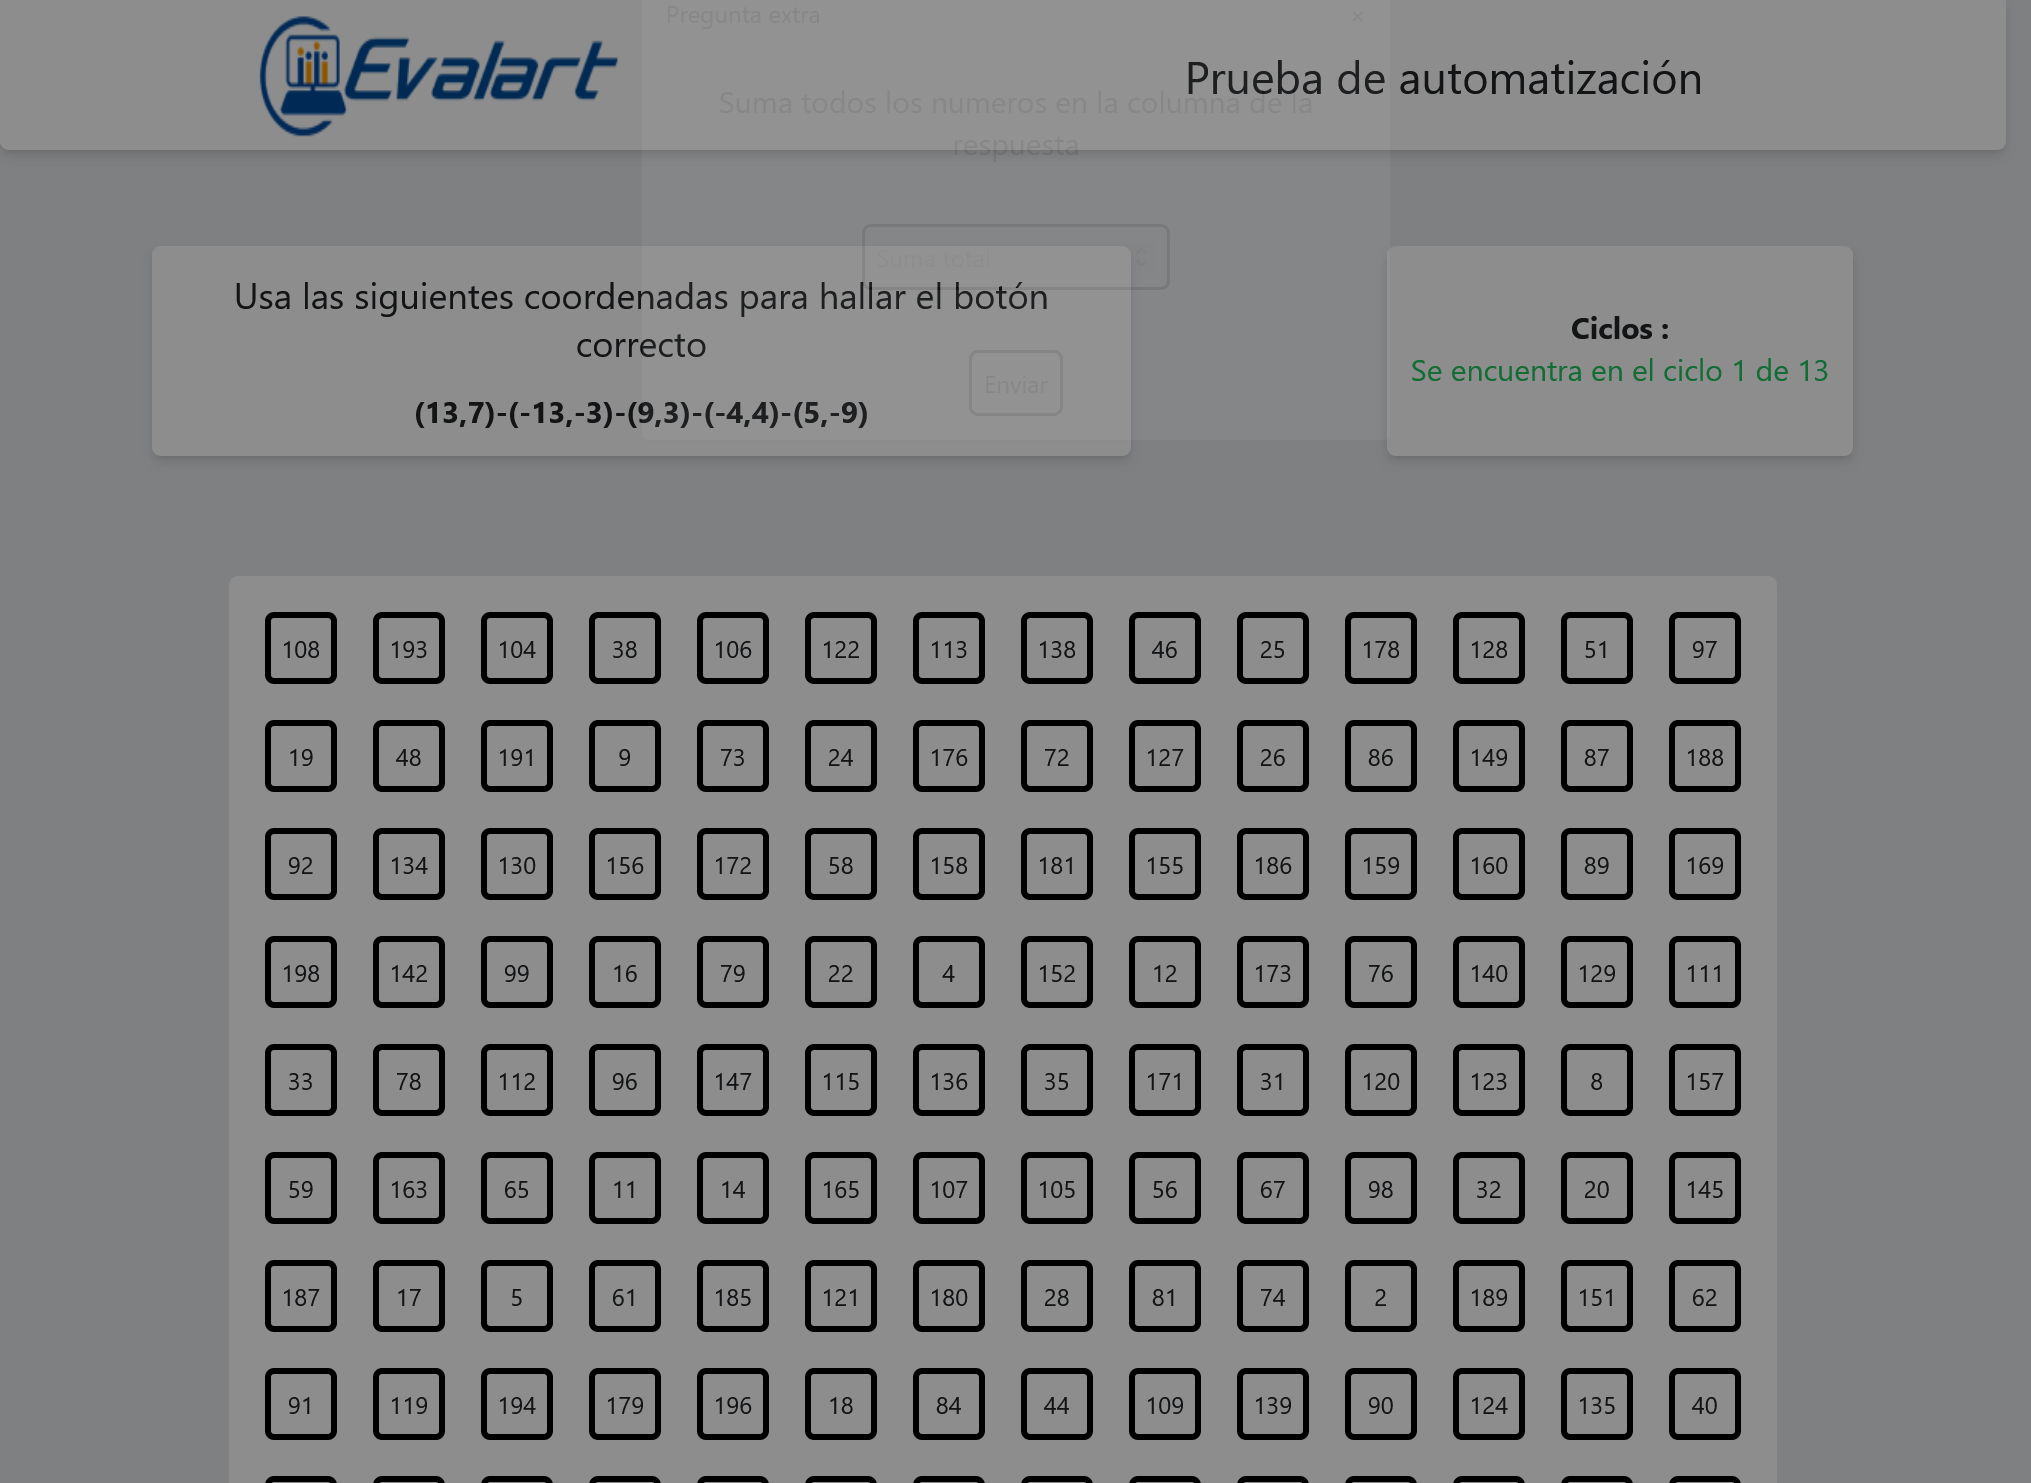 Pregunta extra ×
Evalart
Prueba de automatización
Suma todos los numeros en la columna de la
respuesta
Suma total
Usa las siguientes coordenadas para hallar el botón
correcto
(13,7)-(-13,-3)-(9,3)-(-4,4)-(5,-9)
Enviar
Ciclos :
Se encuentra en el ciclo 1 de 13
108 193 104 38 106 122 113 138 46 25 178 128 51 97
19 48 191 9 73 24 176 72 127 26 86 149 87 188
92 134 130 156 172 58 158 181 155 186 159 160 89 169
198 142 99 16 79 22 4 152 12 173 76 140 129 111
33 78 112 96 147 115 136 35 171 31 120 123 8 157
59 163 65 11 14 165 107 105 56 67 98 32 20 145
187 17 5 61 185 121 180 28 81 74 2 189 151 62
91 119 194 179 196 18 84 44 109 139 90 124 135 40